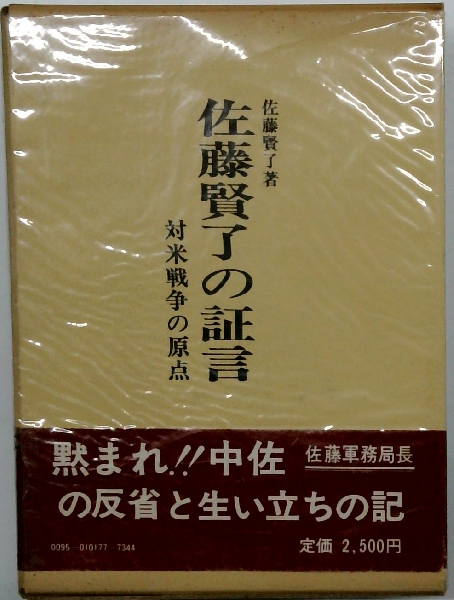 佐藤賢了著
佐藤賢了の証言
対米戦争の原点
黙まれ!!中佐
佐藤軍務局長
の反省と生い立ちの記
0095-010177-7344
定価 2,500円